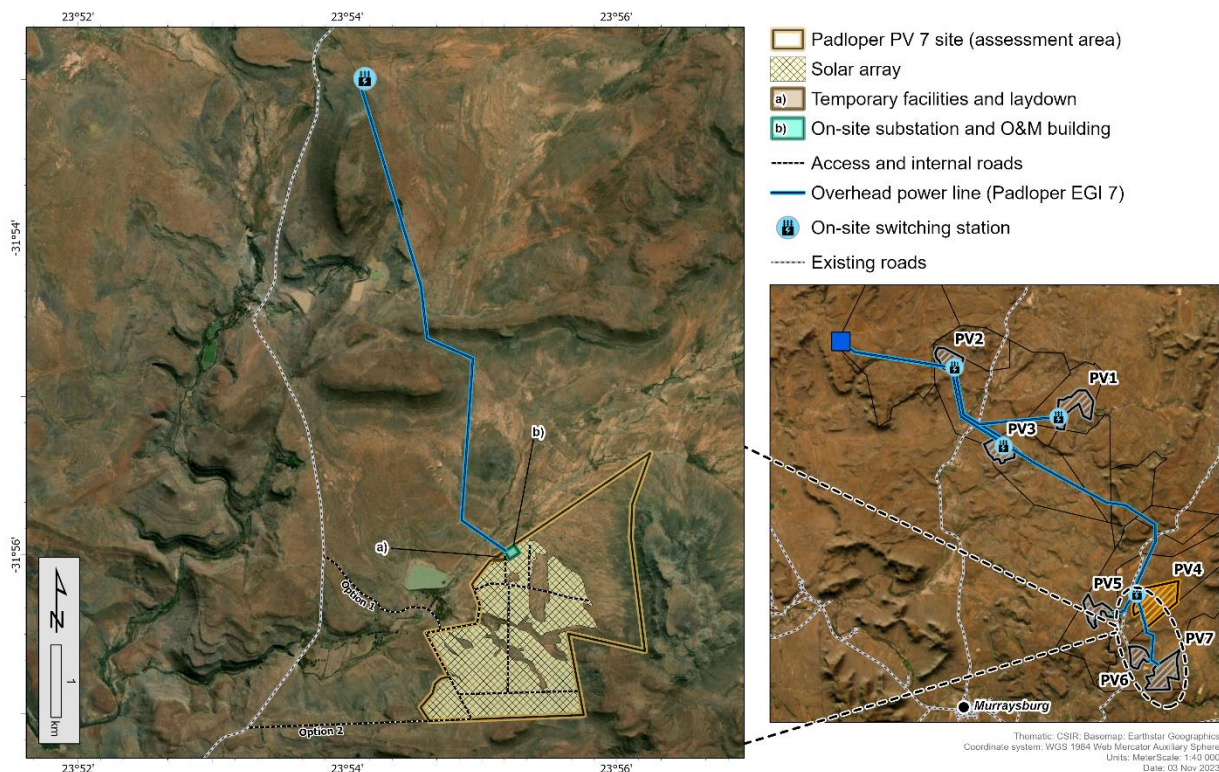 23°52'
23°54'
23°56'
-31°54'
-31°56'
b)
a)
Option 1
Option 2
N
1
km
23°52'
23°54'
23°56'
Padloper PV 7 site (assessment area)
Solar array
a) Temporary facilities and laydown
b) On-site substation and O&M building
Access and internal roads
Overhead power line (Padloper EGI 7)
On-site switching station
Existing roads
PV2
PV1
PV3
PV4
PV5
PV7
PV6
Murraysburg
Thematic: CSIR; Basomap: Earthstar Geographics
Coordinate system: WGS 1984 Web Mercator Auxiliary Sphere
Units: MeterScale: 1:40 000
Date: 03 Nov 2023